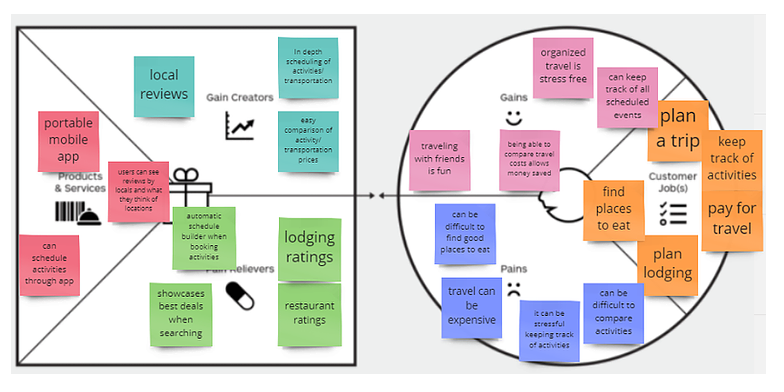 local
reviews
In depth
scheduling of
activities/
transportation
Gain Creators
easy
comparison of
activity/
transportation
prices
portable
mobile
app
Products
& Services
users can see
reviews by
locals and what
they think of
locations
can
schedule
activities
through app
automatic
schedule
builder when
booking
activities
Pain Relievers
lodging
ratings
showcases
best deals
when
searching
restaurant
ratings
organized
travel is
stress free
Gains
can keep
track of all
scheduled
events
traveling
with friends
is fun
being able to
compare travel
costs allows
money saved
plan
a trip
keep
track of
activities
Customer
Job(s)
find
places
to eat
pay for
travel
plan
lodging
can be
difficult to
find good
places to eat
Pains
travel can
be
expensive
it can be
stressful
keeping track
of activities
can be
difficult to
compare
activities